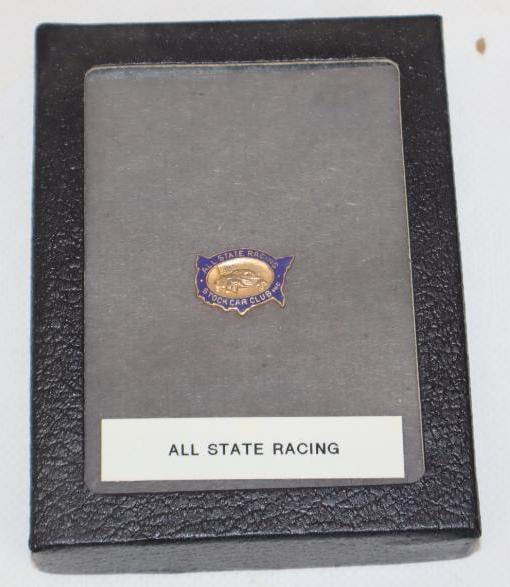 ALL STATE RACING
STOCK CAR CLUB INC
ALL STATE RACING